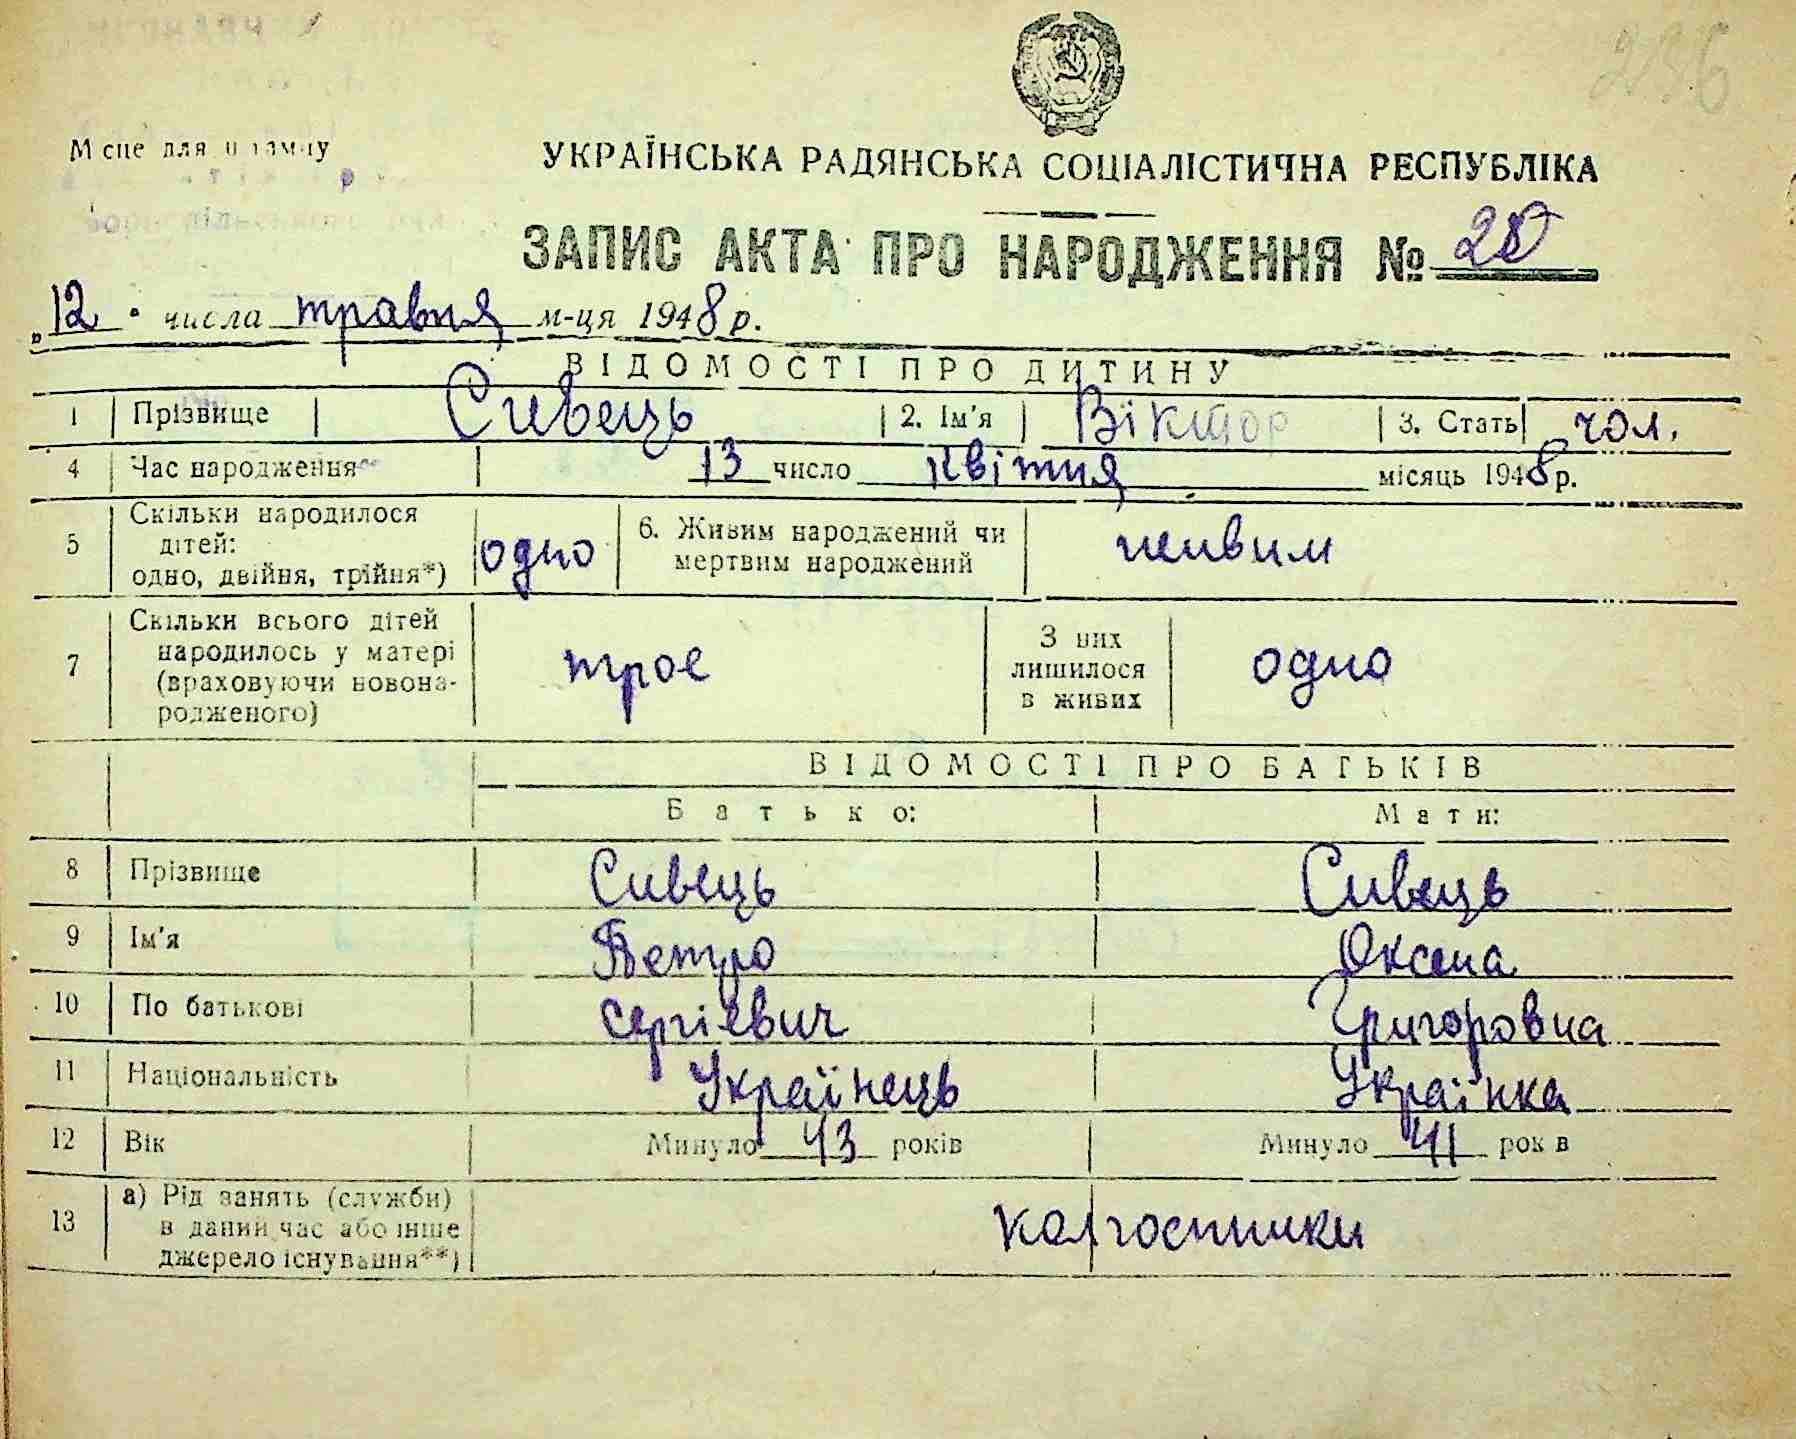 236
Місце для штампу
УКРАЇНСЬКА РАДЯНСЬКА СОЦІАЛІСТИЧНА РЕСПУБЛІКА
ЗАПИС АКТА ПРО НАРОДЖЕННЯ № 20
„12" числа травня м-ця 1948 р.
ВІДОМОСТІ ПРО ДИТИНУ
1 Прізвище Сивець 2. Ім'я Віктор 3. Стать чол.
4 Час народження 13 число квітня місяць 1948 р.
5 Скільки народилося дітей: одно, двійня, трійня*) одно 6. Живим народжений чи мертвим народжений живим
7 Скільки всього дітей народилось у матері (враховуючи новонародженого) троє З них лишилося в живих одно
ВІДОМОСТІ ПРО БАТЬКІВ
Батько: Мати:
8 Прізвище Сивець Сивець
9 Ім'я Петро Оксена
10 По батькові Сергієвич Григоровна
11 Національність Українець Українка
12 Вік Минуло 43 років Минуло 41 років
13 а) Рід занять (служби) в даний час або інше джерело існування**) колгоспники